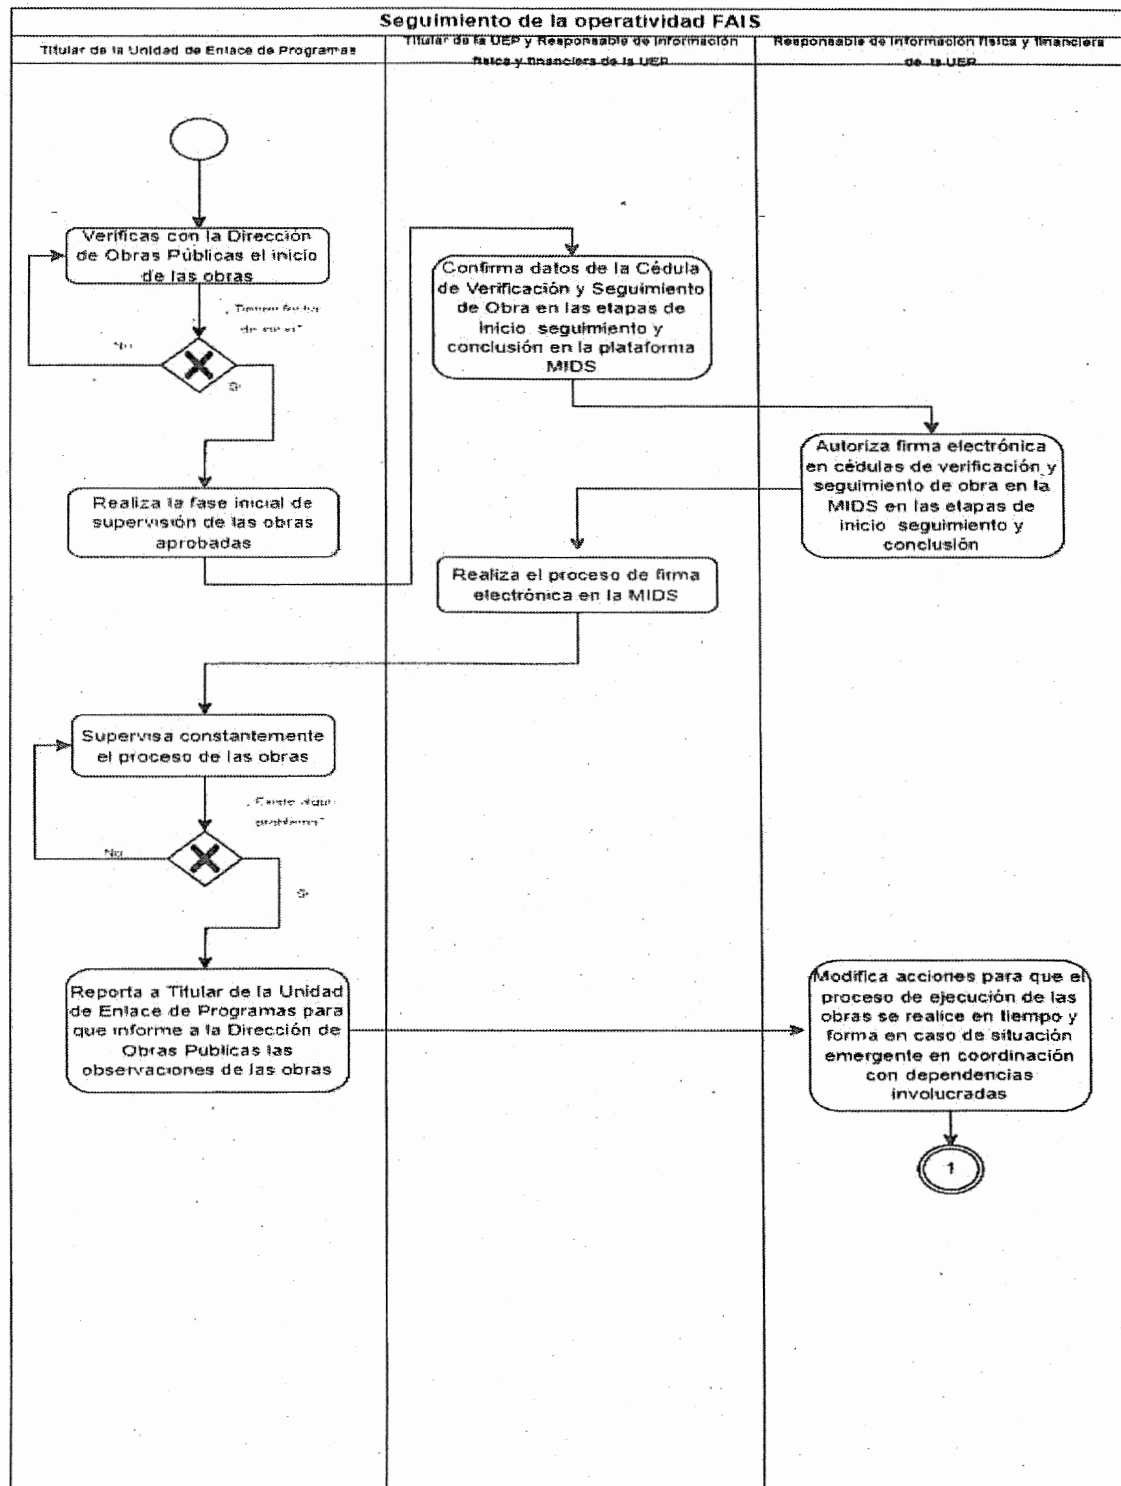 Seguimiento de la operatividad FAIS
Titular de la Unidad de Enlace de Programas
Titular de la UEP y Responsable de información
física y financiera de la UEP
Responsable de información física y financiera
de la UEP
Verificas con la Dirección
de Obras Públicas el inicio
de las obras
No
Si
Realiza la fase inicial de
supervisión de las obras
aprobadas
Confirma datos de la Cédula
de Verificación y Seguimiento
de Obra en las etapas de
inicio seguimiento y
conclusión en la plataforma
MIDS
Autoriza firma electrónica
en cédulas de verificación y
seguimiento de obra en la
MIDS en las etapas de
inicio seguimiento y
conclusión
Realiza el proceso de firma
electrónica en la MIDS
Supervisa constantemente
el proceso de las obras
¿Existe algún
problema?
No
Si
Reporta a Titular de la Unidad
de Enlace de Programas para
que informe a la Dirección de
Obras Públicas las
observaciones de las obras
Modifica acciones para que el
proceso de ejecución de las
obras se realice en tiempo y
forma en caso de situación
emergente en coordinación
con dependencias
involucradas
1